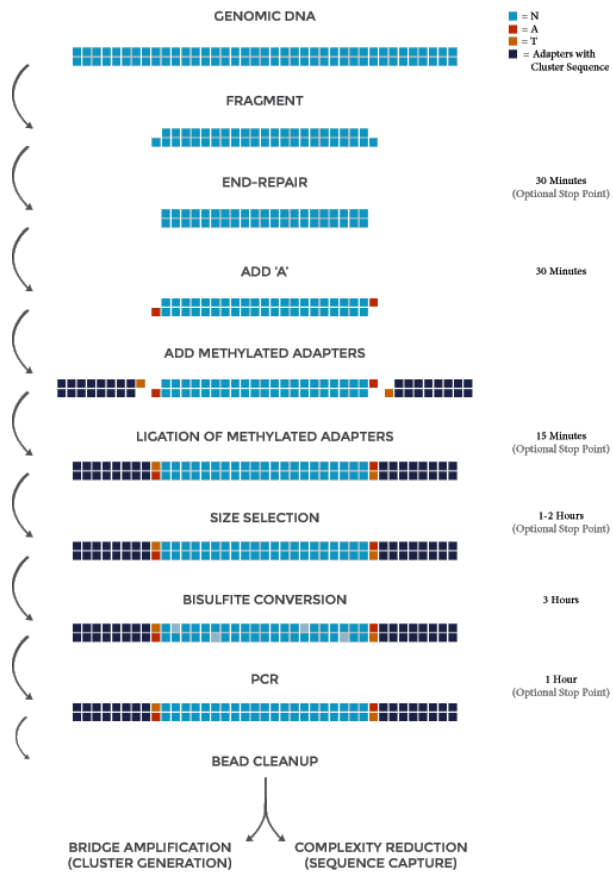 GENOMIC DNA
= N
= A
= T
= Adapters with
Cluster Sequence
FRAGMENT
END-REPAIR
30 Minutes
(Optional Stop Point)
ADD 'A'
30 Minutes
ADD METHYLATED ADAPTERS
LIGATION OF METHYLATED ADAPTERS
15 Minutes
(Optional Stop Point)
SIZE SELECTION
1-2 Hours
(Optional Stop Point)
BISULFITE CONVERSION
3 Hours
PCR
1 Hour
(Optional Stop Point)
BEAD CLEANUP
BRIDGE AMPLIFICATION
(CLUSTER GENERATION)
COMPLEXITY REDUCTION
(SEQUENCE CAPTURE)